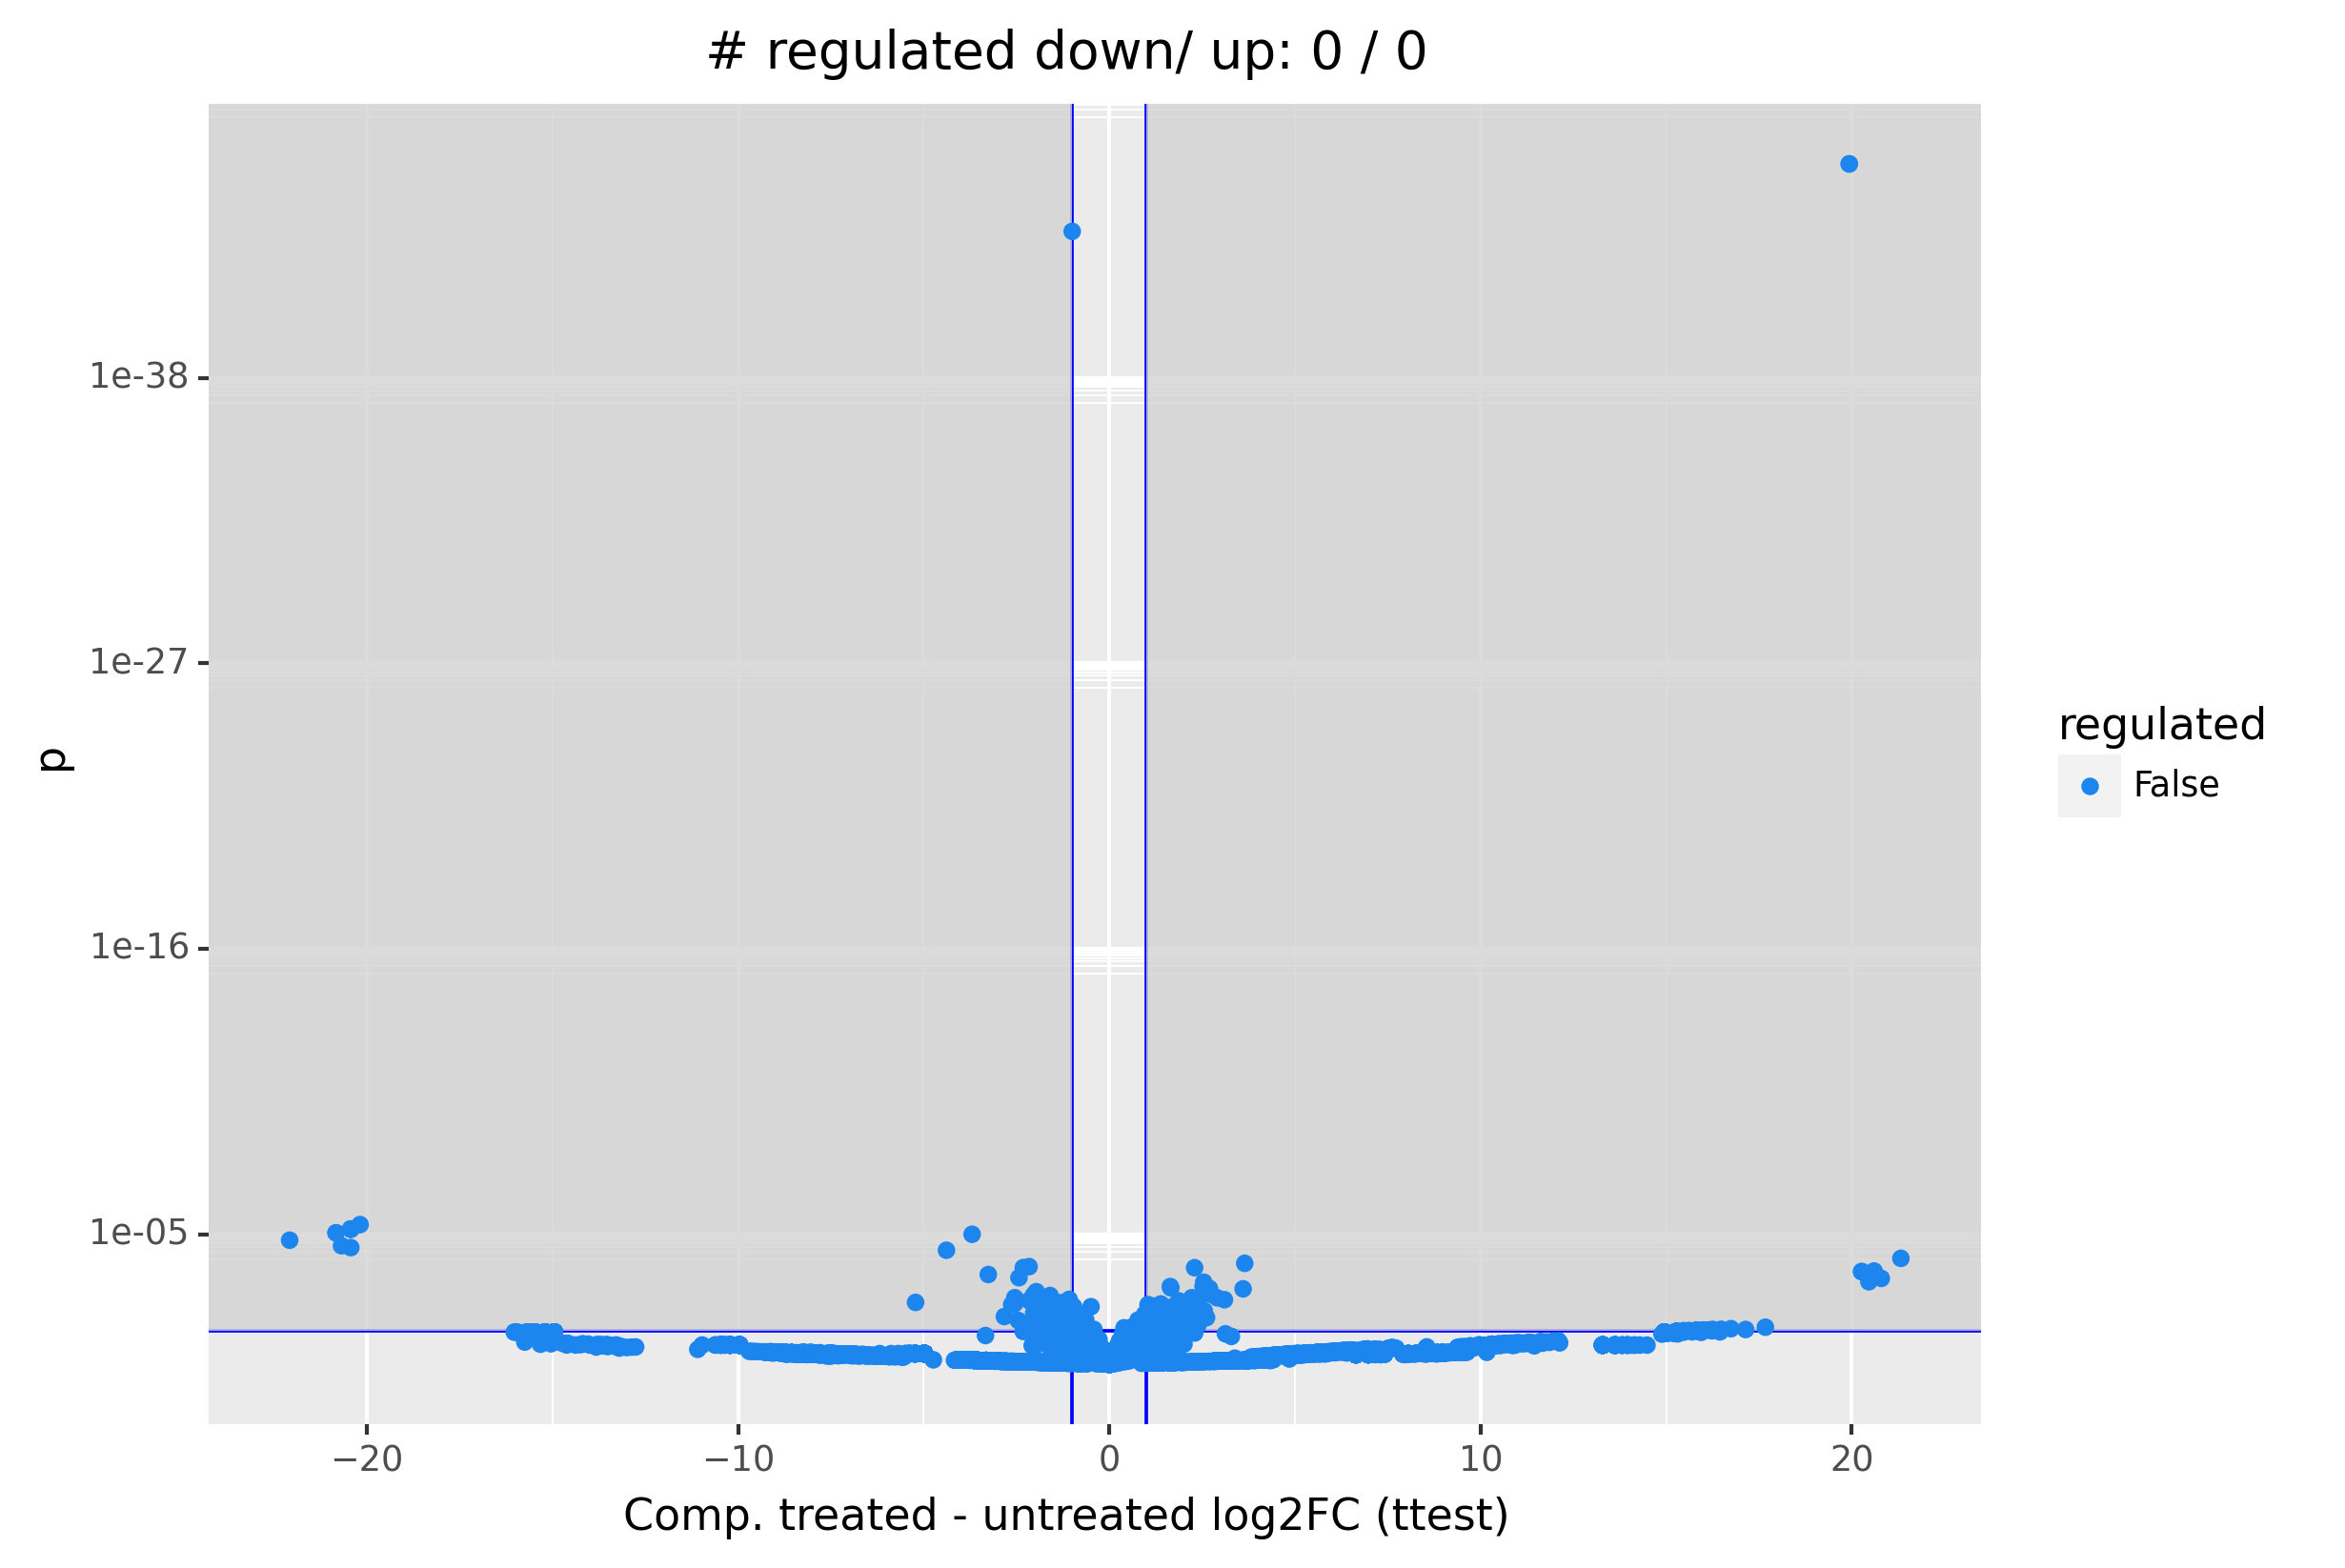 # regulated down/ up: 0 / 0
1e-38
1e-27
1e-16
1e-05
p
−20
−10
0
10
20
Comp. treated - untreated log2FC (ttest)
regulated
False